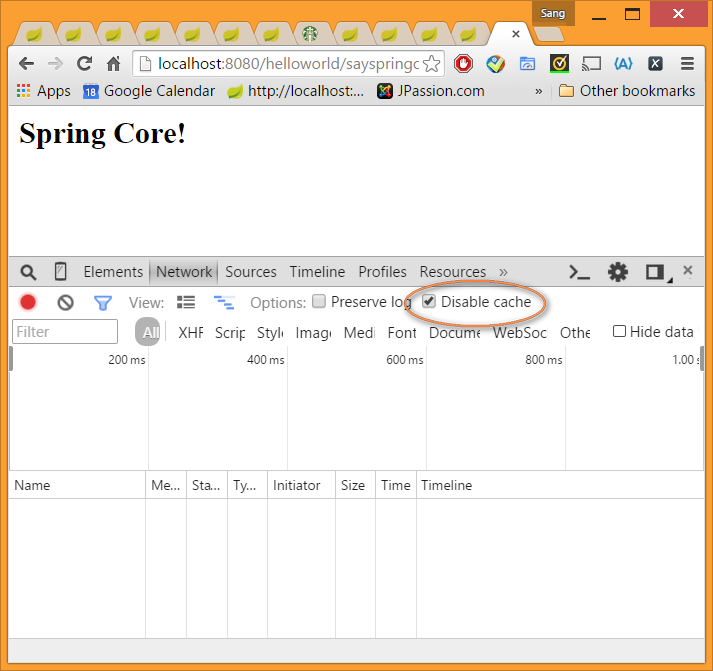 Sang
localhost:8080/helloworld/sayspringc
Apps 18 Google Calendar http://localhost:... JPassion.com » Other bookmarks
Spring Core!
Elements Network Sources Timeline Profiles Resources »
View: Options: Preserve log Disable cache
Filter All XHF Scrip Style Imag Medi Font Docume WebSoc Othe Hide data
200 ms 400 ms 600 ms 800 ms 1.00 s
Name Me... Sta... Ty... Initiator Size Time Timeline